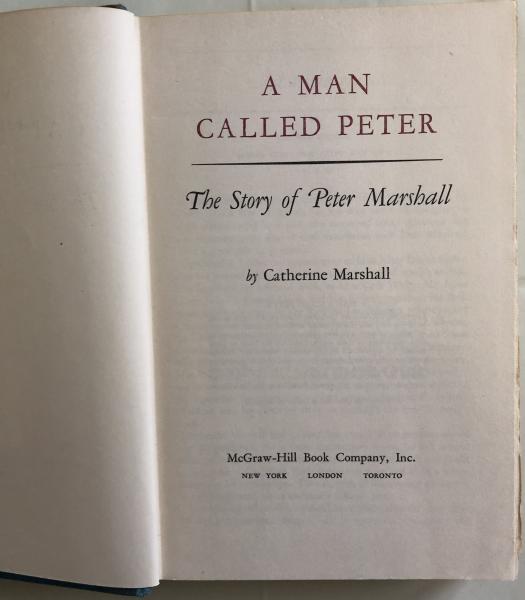 A MAN
CALLED PETER
The Story of Peter Marshall
by Catherine Marshall
McGraw-Hill Book Company, Inc.
NEW YORK LONDON TORONTO